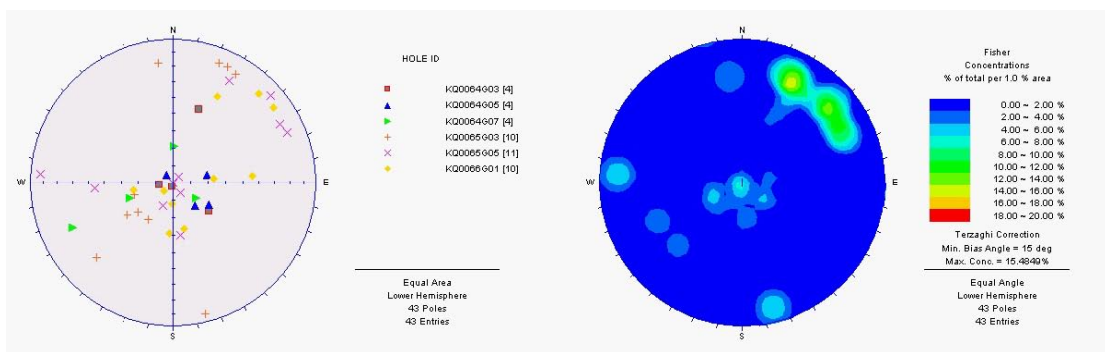 N
W
E
S
HOLE ID
KQ0064G03 [4]
KQ0064G05 [4]
KQ0064G07 [4]
KQ0065G03 [10]
KQ0065G05 [11]
KQ0066G01 [10]
Equal Area
Lower Hemisphere
43 Poles
43 Entries
N
W
E
S
Fisher
Concentrations
% of total per 1.0 % area
0.00 ~ 2.00 %
2.00 ~ 4.00 %
4.00 ~ 6.00 %
6.00 ~ 8.00 %
8.00 ~ 10.00 %
10.00 ~ 12.00 %
12.00 ~ 14.00 %
14.00 ~ 16.00 %
16.00 ~ 18.00 %
18.00 ~ 20.00 %
Terzaghi Correction
Min. Bias Angle = 15 deg
Max. Conc. = 15.4849%
Equal Angle
Lower Hemisphere
43 Poles
43 Entries